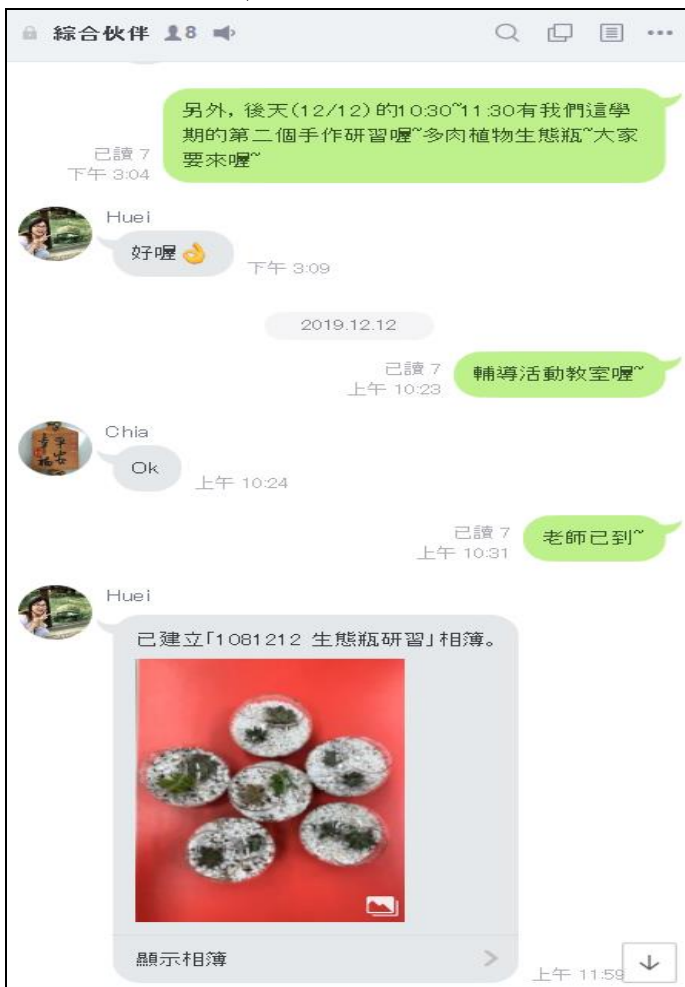 綜合伙伴 8
另外,後天(12/12)的10:30~11:30有我們這學
期的第二個手作研習喔~多肉植物生態瓶~大家
要來喔~
已讀 7
下午 3:04
Huei
好喔👌
下午 3:09
2019.12.12
已讀 7
上午 10:23
輔導活動教室喔~
Chia
Ok
上午 10:24
已讀 7
上午 10:31
老師已到~
Huei
已建立「1081212 生態瓶研習」相簿。
顯示相簿
上午 11:59